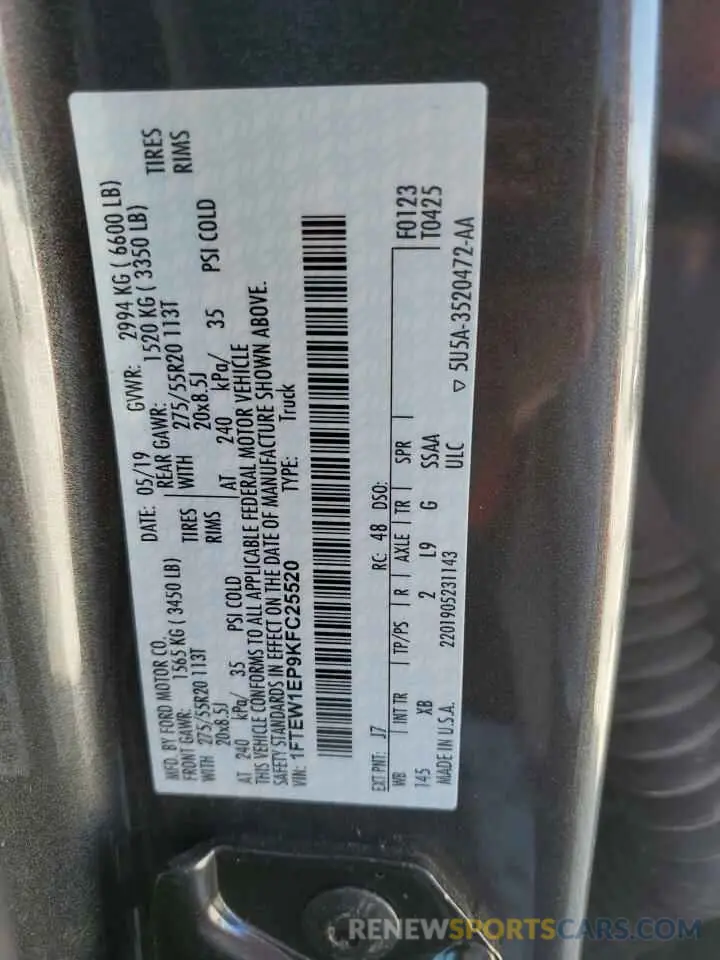 MFD. BY FORD MOTOR CO.
DATE: 05/19 GVWR: 2994 KG ( 6600 LB)
FRONT GAWR: 1565 KG ( 3450 LB) REAR GAWR: 1520 KG ( 3350 LB)
WITH 275/55R20 113T TIRES WITH 275/55R20 113T TIRES
20x8.5J RIMS 20x8.5J RIMS
AT 240 kPa/ 35 PSI COLD AT 240 kPa/ 35 PSI COLD
THIS VEHICLE CONFORMS TO ALL APPLICABLE FEDERAL MOTOR VEHICLE
SAFETY STANDARDS IN EFFECT ON THE DATE OF MANUFACTURE SHOWN ABOVE.
VIN: 1FTEW1EP9KFC25520 TYPE: Truck
EXT PNT: J7 RC: 48 DSO: F0123
WB INT TR TP/PS R AXLE TR SPR T0425
145 XB 2 L9 G SSAA
MADE IN U.S.A. 2201905231143 ULC 5U5A-3520472-AA
RENEWSPORTSCARS.COM